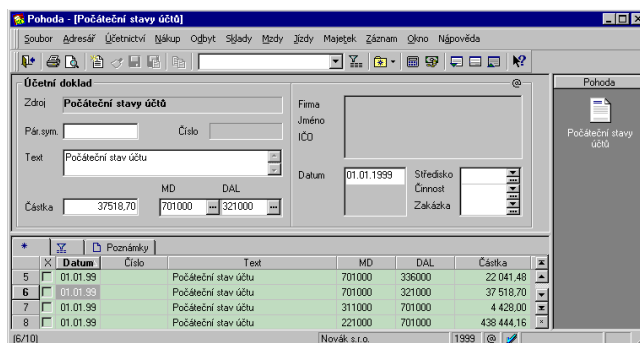 Pohoda - [Počáteční stavy účtů]
Soubor Adresář Účetnictví Nákup Odbyt Sklady Mzdy Jízdy Majetek Záznam Okno Nápověda
Účetní doklad
@
Pohoda
Zdroj Počáteční stavy účtů
Firma
Jméno
IČO
Pár.sym. Číslo
Počáteční stavy účtů
Text Počáteční stav účtu
Datum 01.01.1999 Středisko
Činnost
Zakázka
MD DAL
Částka 37518,70 701000 321000
* Poznámky
X Datum Číslo Text MD DAL Částka
5 01.01.99 Počáteční stav účtu 701000 336000 22 041,48
6 01.01.99 Počáteční stav účtu 701000 321000 37 518,70
7 01.01.99 Počáteční stav účtu 311000 701000 4 428,00
8 01.01.99 Počáteční stav účtu 221000 701000 438 444,16
(6/10) Novák s.r.o. 1999 @